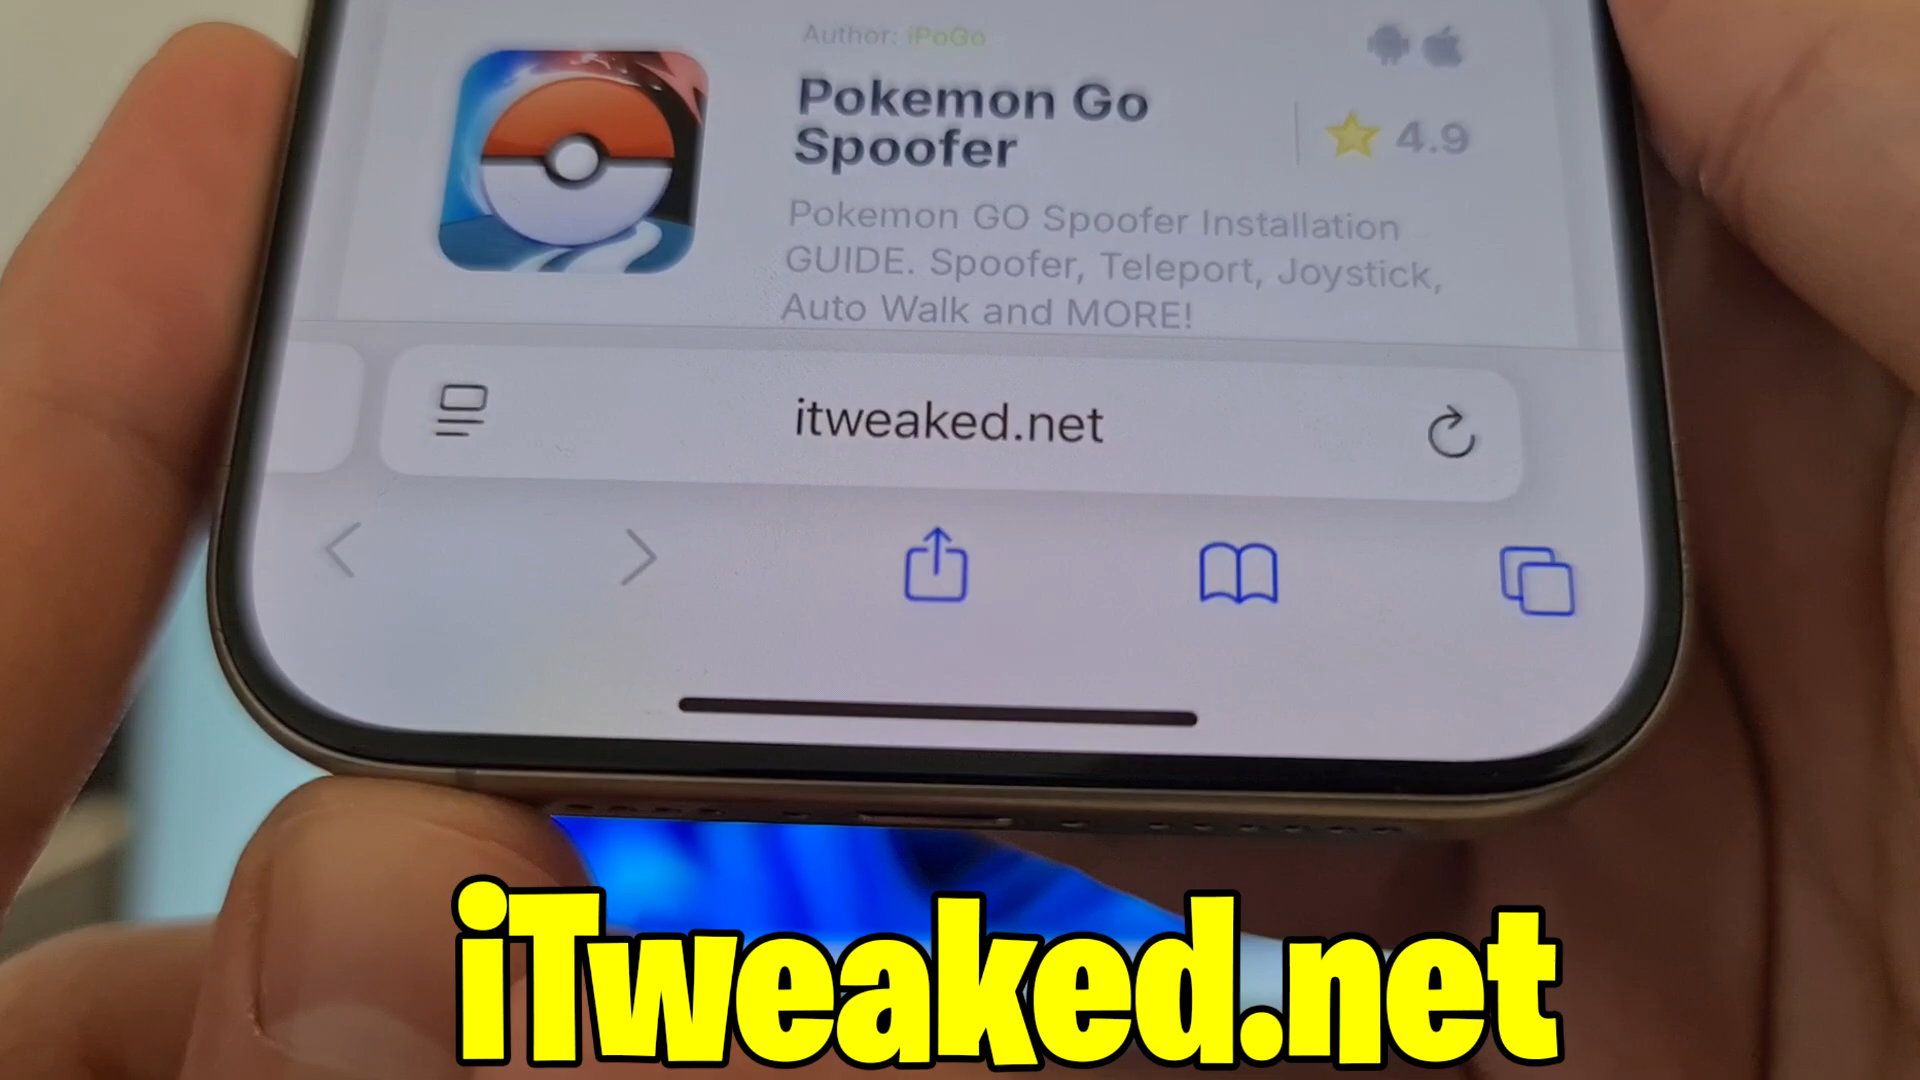 Author: iPoGo
Pokemon Go
Spoofer
4.9
Pokemon GO Spoofer Installation
GUIDE. Spoofer, Teleport, Joystick,
Auto Walk and MORE!
itweaked.net
iTweaked.net